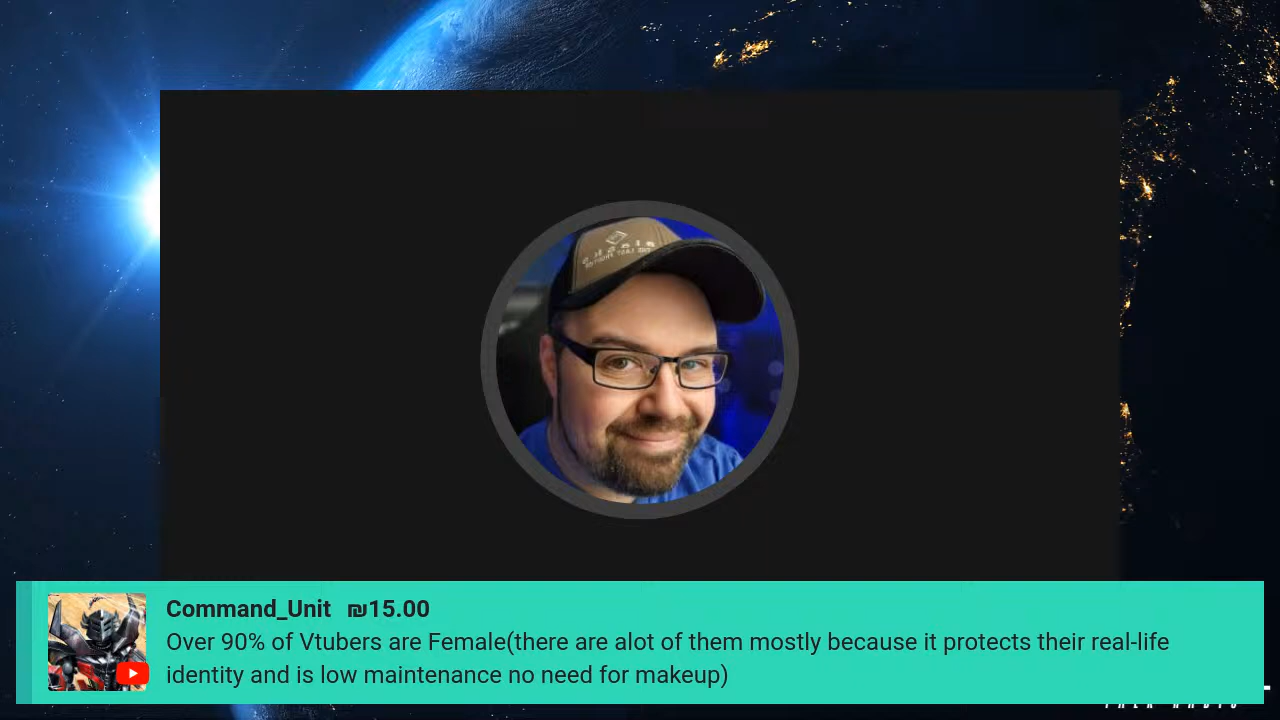 Command_Unit ₪15.00
Over 90% of Vtubers are Female(there are alot of them mostly because it protects their real-life
identity and is low maintenance no need for makeup)